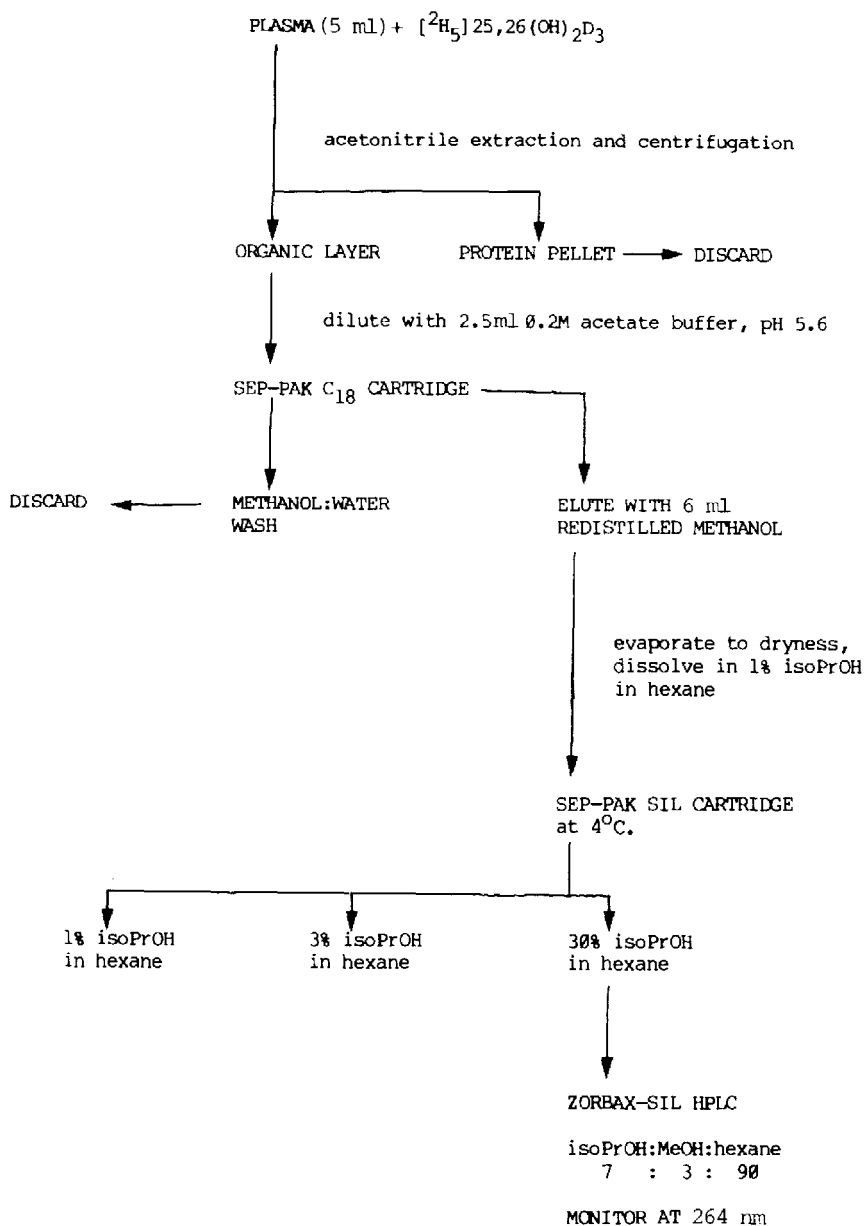 PLASMA (5 ml) + [²H₅] 25,26(OH)₂D₃
acetonitrile extraction and centrifugation
ORGANIC LAYER
PROTEIN PELLET
DISCARD
dilute with 2.5ml 0.2M acetate buffer, pH 5.6
SEP-PAK C₁₈ CARTRIDGE
DISCARD
METHANOL:WATER
WASH
ELUTE WITH 6 ml
REDISTILLED METHANOL
evaporate to dryness,
dissolve in 1% isoPrOH
in hexane
SEP-PAK SIL CARTRIDGE
at 4°C.
1% isoPrOH
in hexane
3% isoPrOH
in hexane
30% isoPrOH
in hexane
ZORBAX-SIL HPLC
isoPrOH:MeOH:hexane
7 : 3 : 90
MONITOR AT 264 nm